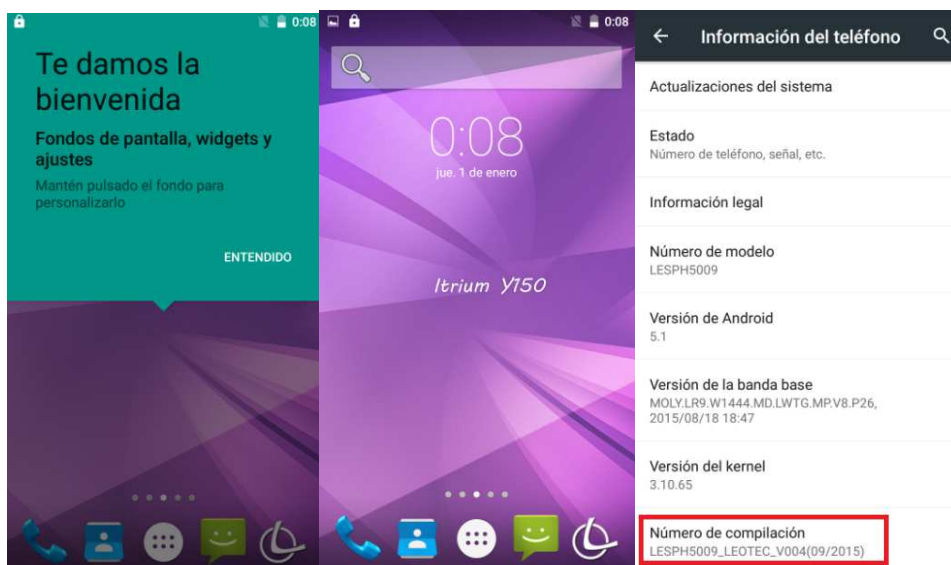 0:08
Te damos la
bienvenida
Fondos de pantalla, widgets y
ajustes
Mantén pulsado el fondo para
personalizarlo
ENTENDIDO
0:08
0:08
jue. 1 de enero
Itrium Y150
Información del teléfono
Actualizaciones del sistema
Estado
Número de teléfono, señal, etc.
Información legal
Número de modelo
LESPH5009
Versión de Android
5.1
Versión de la banda base
MOLY.LR9.W1444.MD.LWTG.MP.V8.P26,
2015/08/18 18:47
Versión del kernel
3.10.65
Número de compilación
LESPH5009_LEOTEC_V004(09/2015)